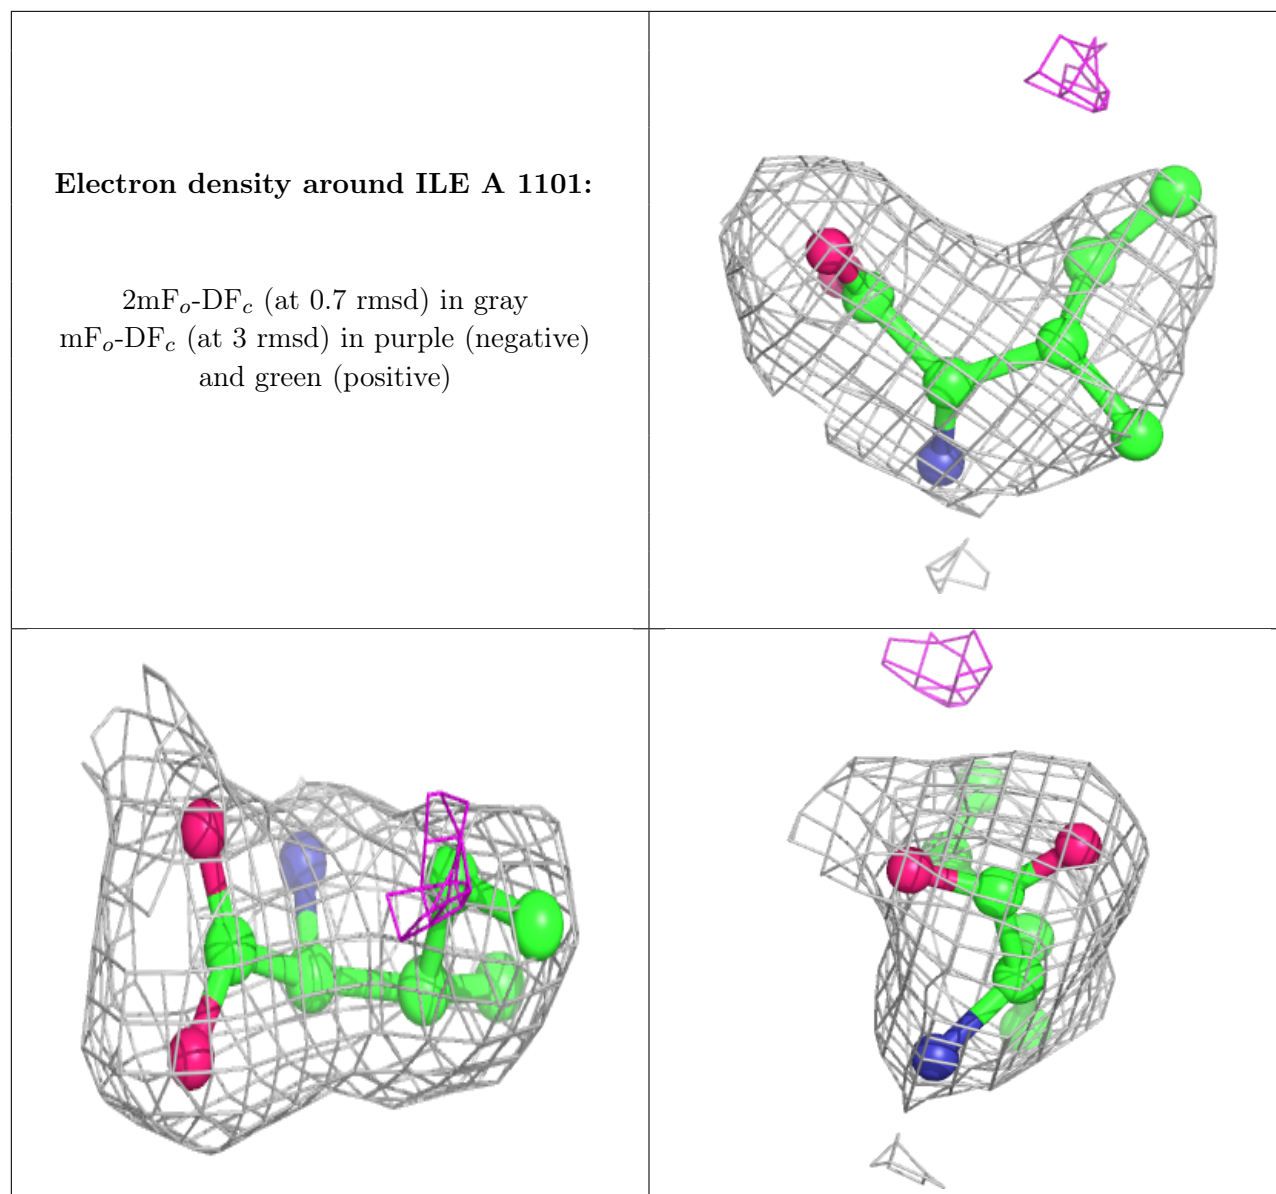 Electron density around ILE A 1101:
2mFo-DFc (at 0.7 rmsd) in gray
mFo-DFc (at 3 rmsd) in purple (negative)
and green (positive)